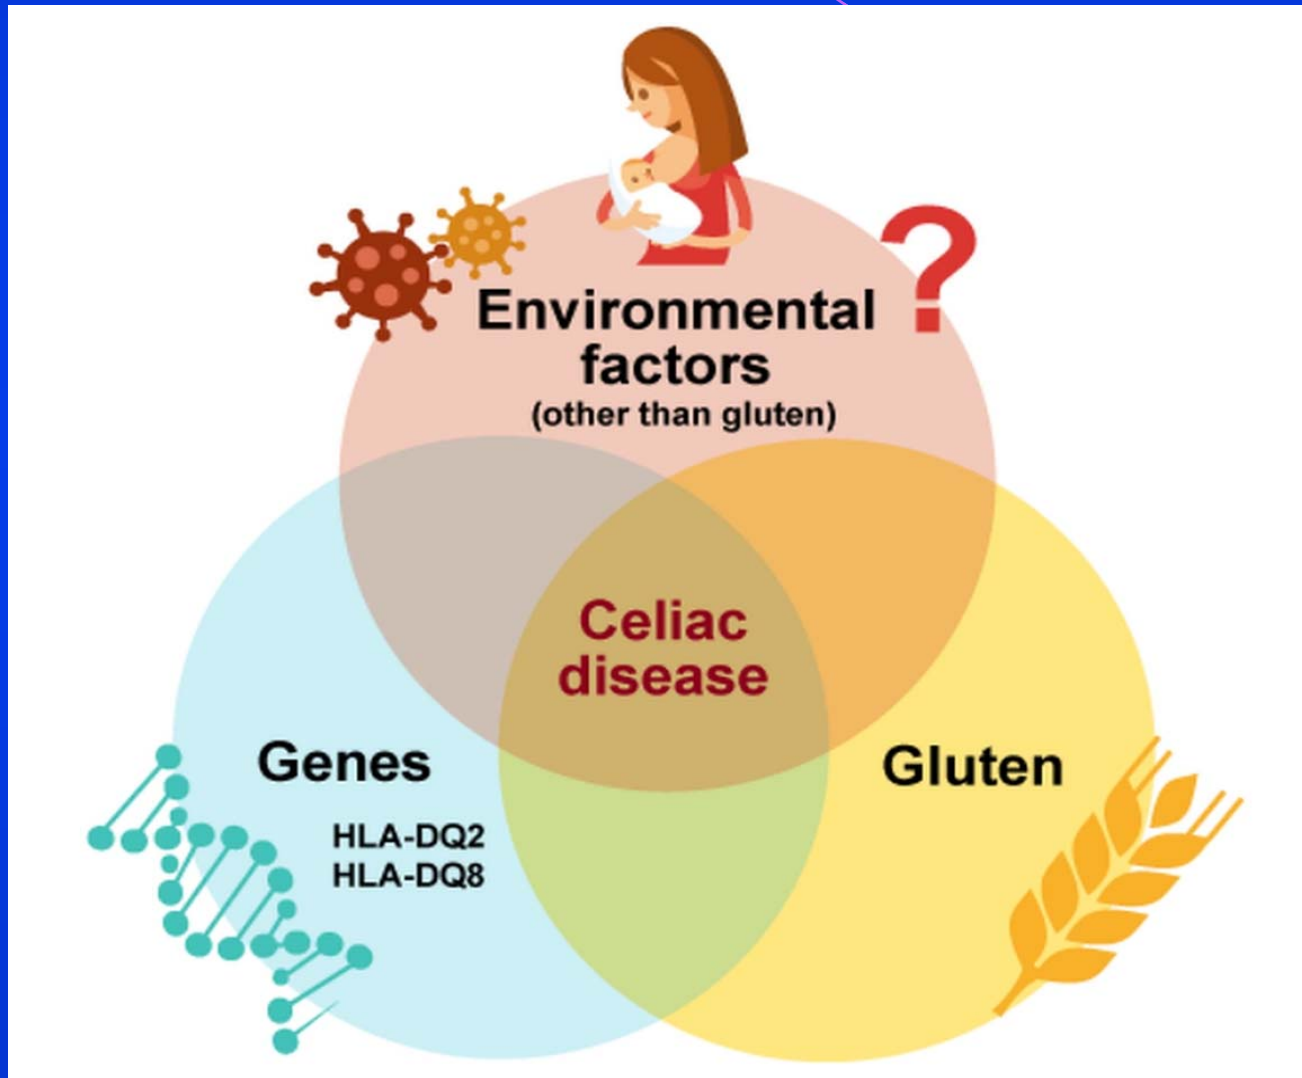 ?
Environmental
factors
(other than gluten)
Celiac
disease
Genes
HLA-DQ2
HLA-DQ8
Gluten